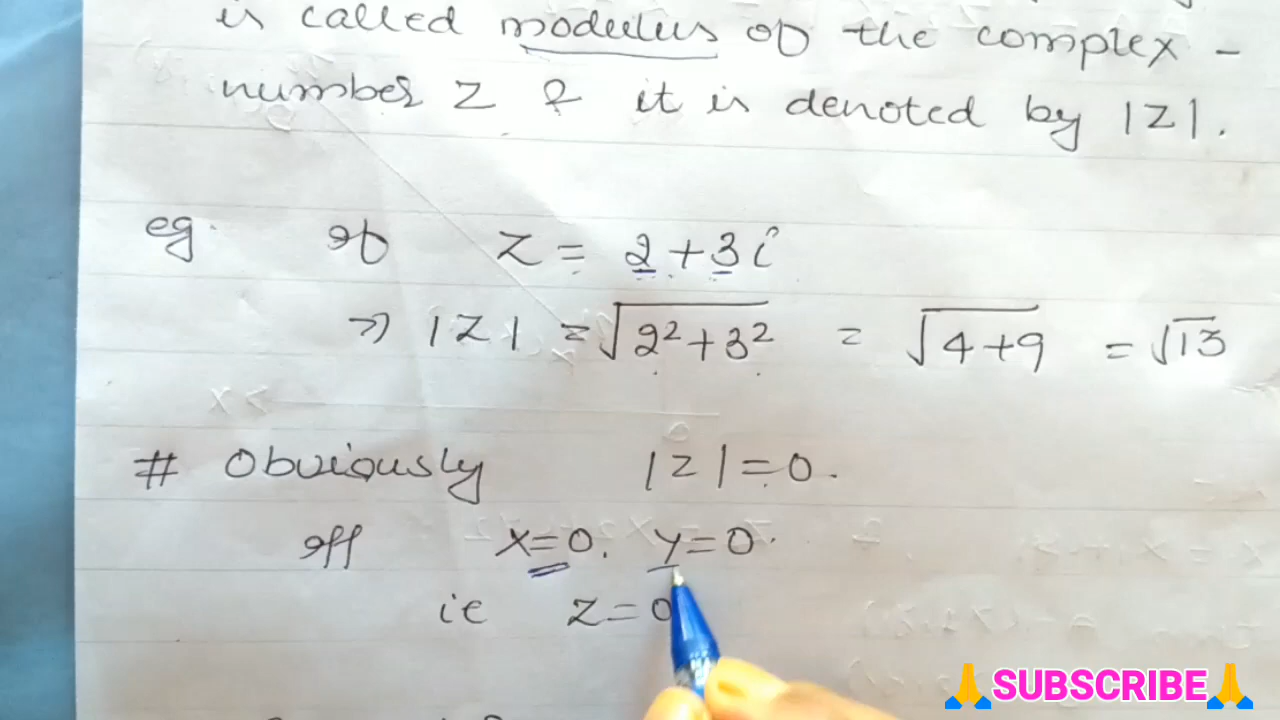 is called modulus of the complex -
number Z & it is denoted by |Z|.
eg. If Z = 2 + 3i
⇒ |Z| = √2²+3² = √4+9 = √13
# Obviously |z| = 0.
iff x=0. y=0.
ie z=0
🙏SUBSCRIBE🙏